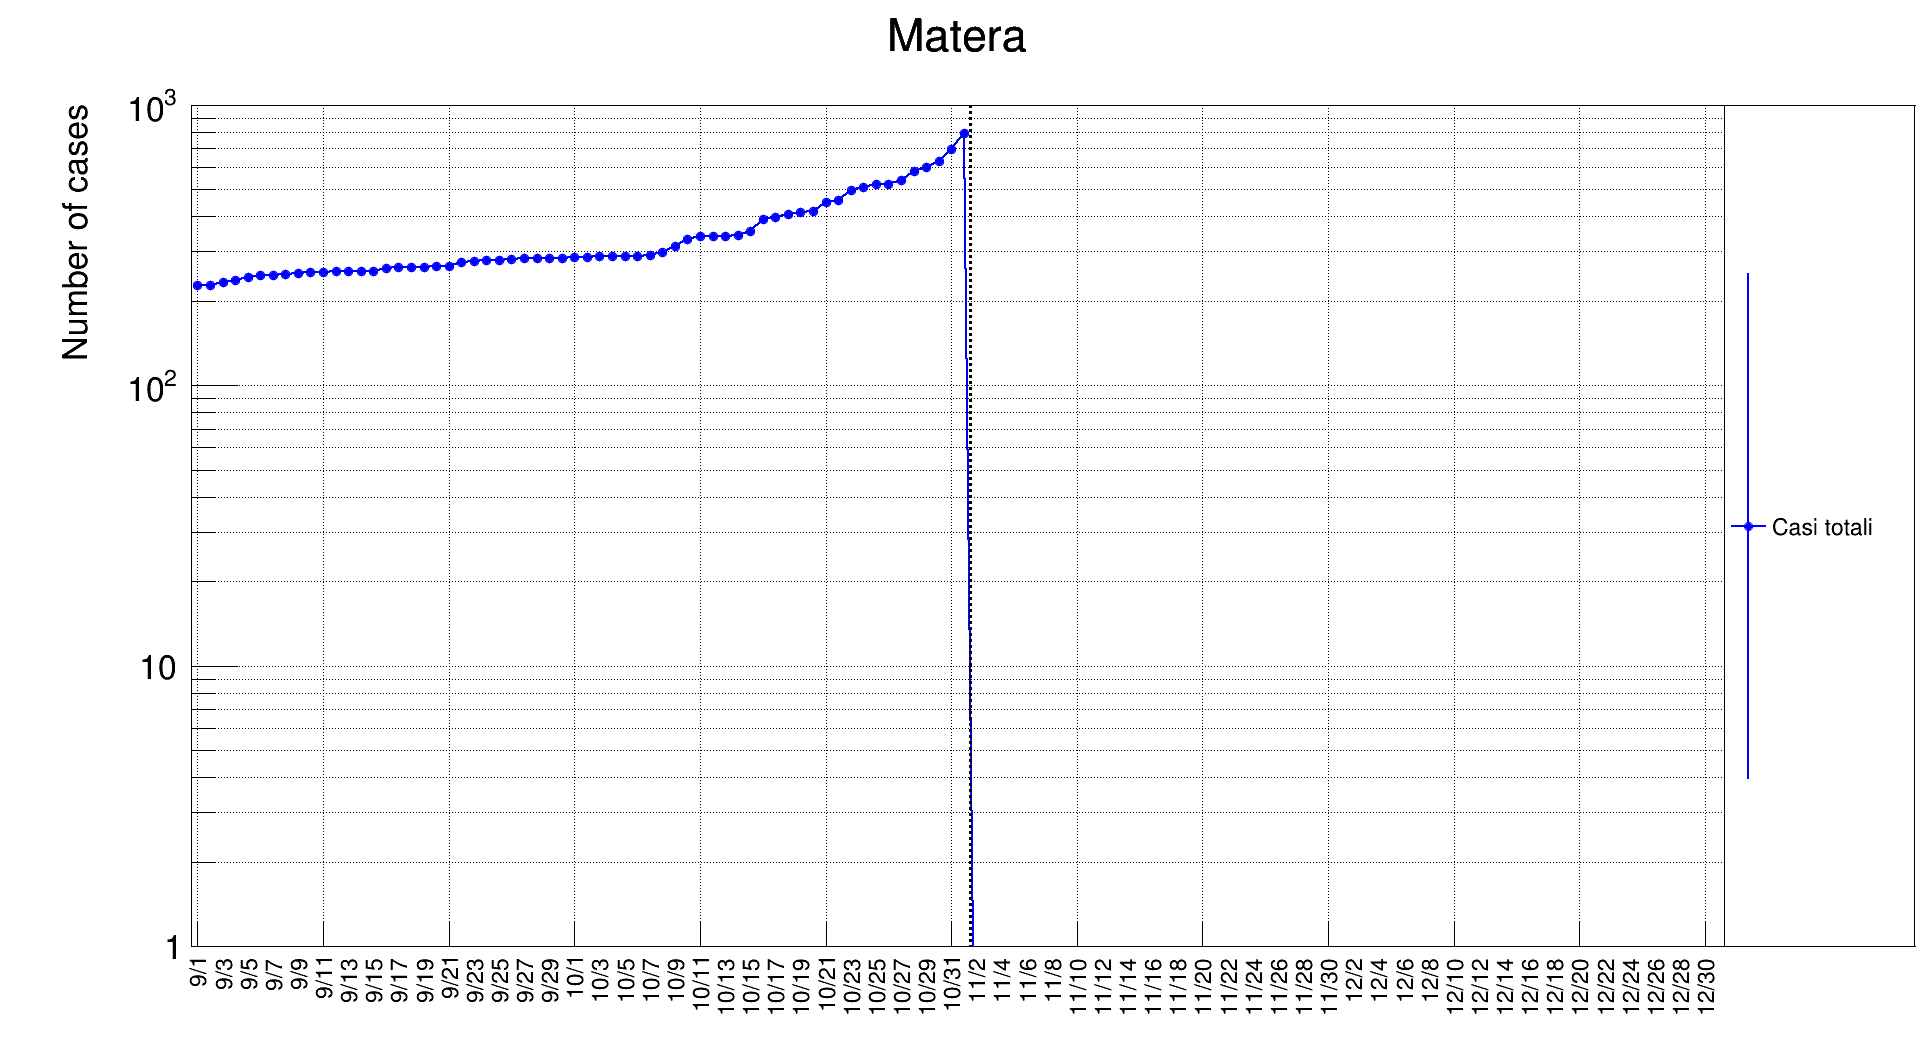 Matera
Number of cases
10³
10²
10
1
9/1 9/3 9/5 9/7 9/9 9/11 9/13 9/15 9/17 9/19 9/21 9/23 9/25 9/27 9/29 10/1 10/3 10/5 10/7 10/9 10/11 10/13 10/15 10/17 10/19 10/21 10/23 10/25 10/27 10/29 10/31 11/2 11/4 11/6 11/8 11/10 11/12 11/14 11/16 11/18 11/20 11/22 11/24 11/26 11/28 11/30 12/2 12/4 12/6 12/8 12/10 12/12 12/14 12/16 12/18 12/20 12/22 12/24 12/26 12/28 12/30
Casi totali